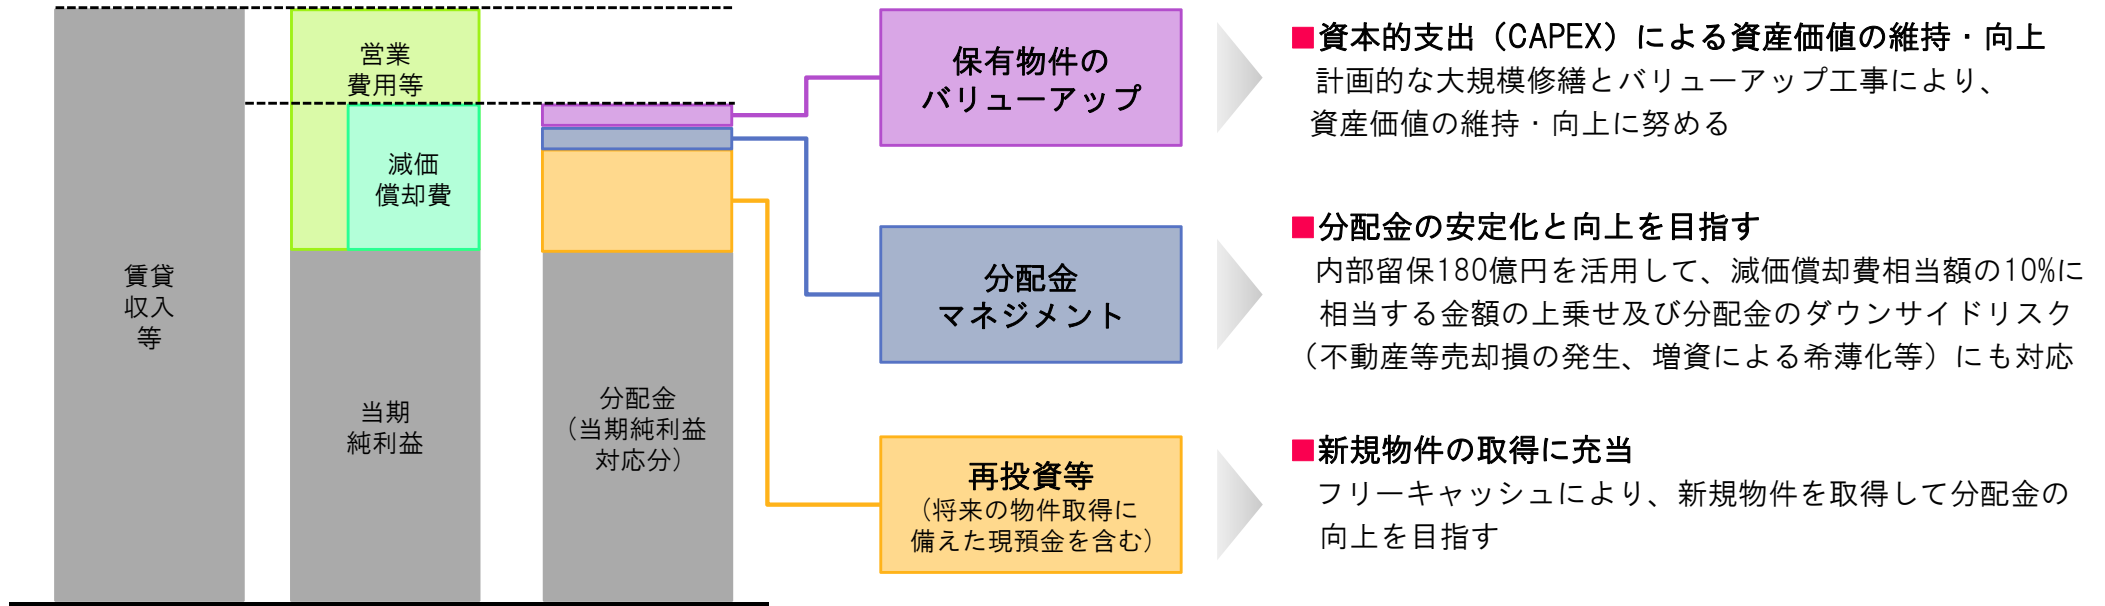 賃貸
収入
等
営業
費用等
減価
償却費
当期
純利益
分配金
（当期純利益
対応分）
保有物件の
バリューアップ
■資本的支出（CAPEX）による資産価値の維持・向上
計画的な大規模修繕とバリューアップ工事により、
資産価値の維持・向上に努める
分配金
マネジメント
■分配金の安定化と向上を目指す
内部留保180億円を活用して、減価償却費相当額の10%に
相当する金額の上乗せ及び分配金のダウンサイドリスク
（不動産等売却損の発生、増資による希薄化等）にも対応
再投資等
（将来の物件取得に
備えた現預金を含む）
■新規物件の取得に充当
フリーキャッシュにより、新規物件を取得して分配金の
向上を目指す